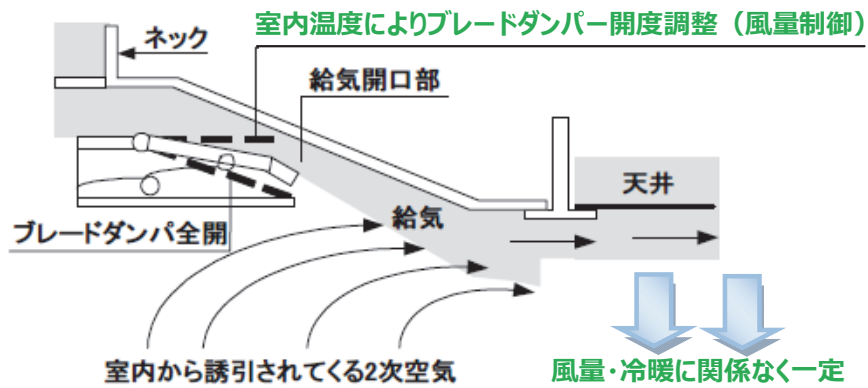 室内温度によりブレードダンパー開度調整（風量制御）
ネック
給気開口部
天井
給気
ブレードダンパ全開
室内から誘引されてくる2次空気
風量・冷暖に関係なく一定